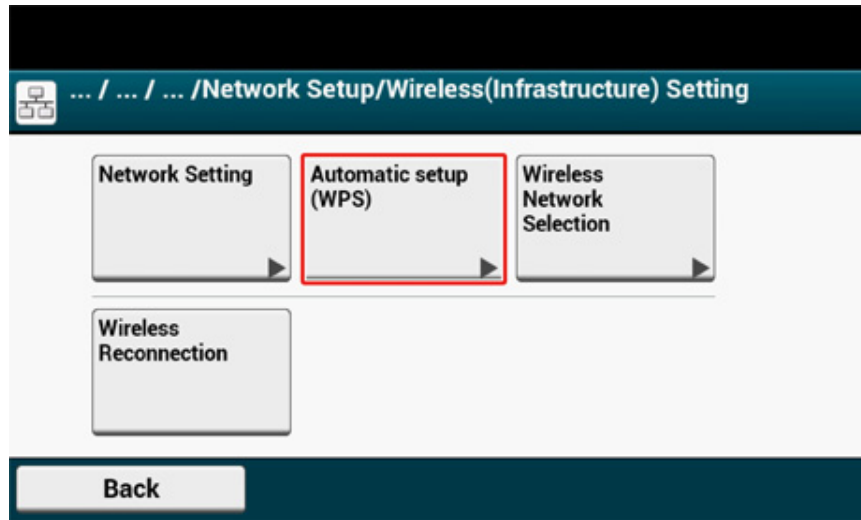 ... / ... / ... /Network Setup/Wireless(Infrastructure) Setting
Network Setting
Automatic setup
(WPS)
Wireless
Network
Selection
Wireless
Reconnection
Back